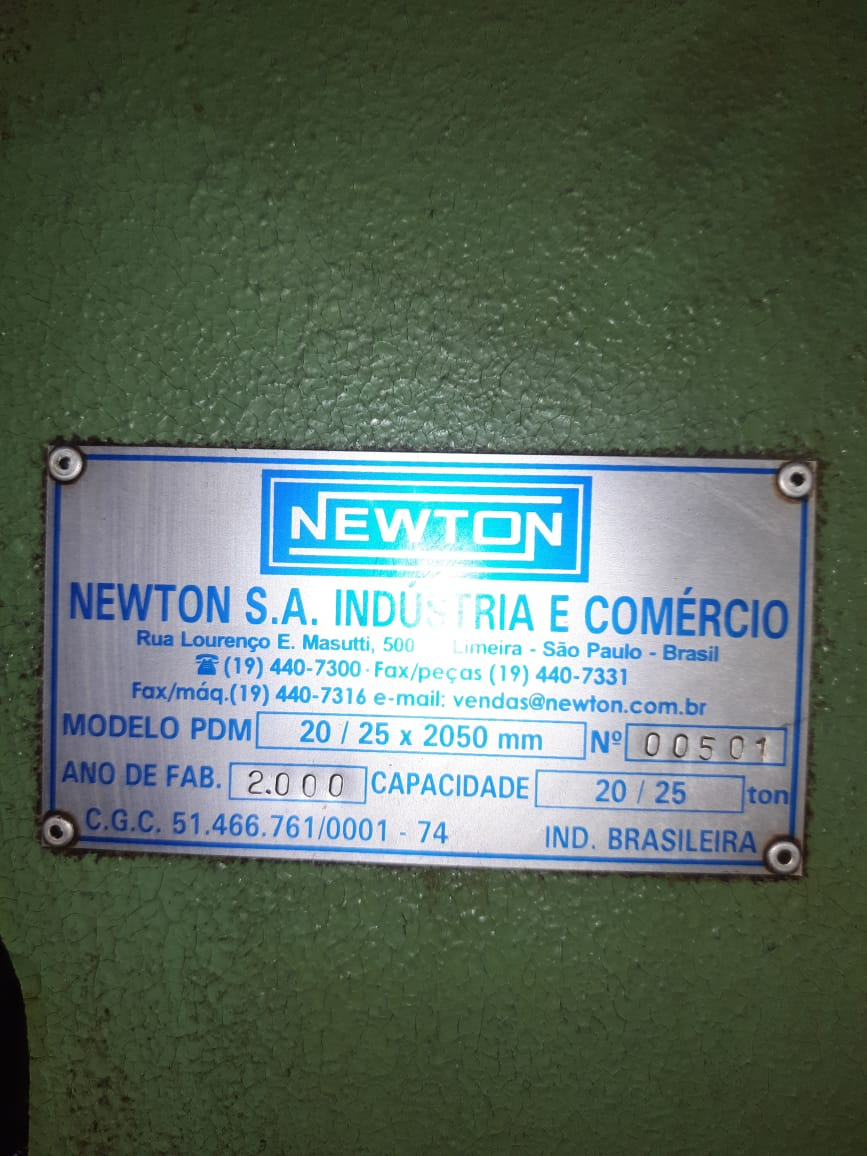 NEWTON
NEWTON S.A. INDÚSTRIA E COMÉRCIO
Rua Lourenço E. Masutti, 500 Limeira - São Paulo - Brasil
☎ (19) 440-7300 - Fax/peças (19) 440-7331
Fax/máq.(19) 440-7316 e-mail: vendas@newton.com.br
MODELO PDM 20 / 25 x 2050 mm Nº 00501
ANO DE FAB. 2.000 CAPACIDADE 20 / 25 ton
C.G.C. 51.466.761/0001 - 74 IND. BRASILEIRA